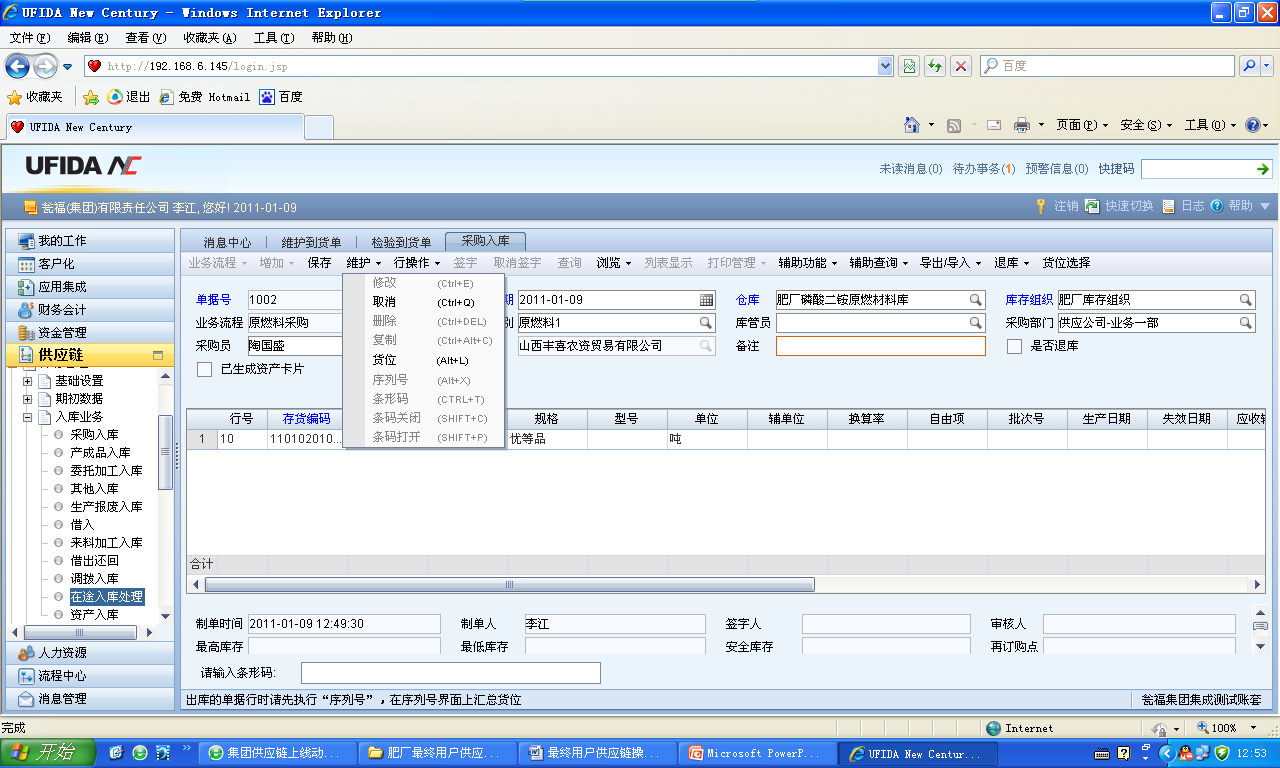 UFIDA New Century - Windows Internet Explorer
文件(F) 编辑(E) 查看(V) 收藏夹(A) 工具(T) 帮助(H)
http://192.168.6.145/login.jsp 百度
收藏夹 退出 免费 Hotmail 百度
UFIDA New Century 页面(P) 安全(S) 工具(O)
UFIDA NC 未读消息(0) 待办事务(1) 预警信息(0) 快捷码
瓮福(集团)有限责任公司 李江, 您好! 2011-01-09 注销 快速切换 日志 帮助
我的工作
客户化
应用集成
财务会计
资金管理
供应链
基础设置
期初数据
入库业务
采购入库
产成品入库
委托加工入库
其他入库
生产报废入库
借入
来料加工入库
借出还回
调拨入库
在途入库处理
资产入库
人力资源
流程中心
消息管理
消息中心 维护到货单 检验到货单 采购入库
业务流程 增加 保存 维护 行操作 签字 取消签字 查询 浏览 列表显示 打印管理 辅助功能 辅助查询 导出/导入 退库 货位选择
修改 (Ctrl+E)
取消 (Ctrl+Q)
删除 (Ctrl+DEL)
复制 (Ctrl+Alt+C)
货位 (Alt+L)
序列号 (Alt+X)
条形码 (CTRL+T)
条码关闭 (SHIFT+C)
条码打开 (SHIFT+P)
单据号 1002 期 2011-01-09 仓库 肥厂磷酸二铵原燃材料库 库存组织 肥厂库存组织
业务流程 原燃料采购 别 原燃料1 库管员 采购部门 供应公司-业务一部
采购员 陶国盛 山西丰喜农资贸易有限公司 备注 是否退库
已生成资产卡片
行号 存货编码 规格 型号 单位 辅单位 换算率 自由项 批次号 生产日期 失效日期 应收辅
1 10 110102010... 优等品 吨
合计
制单时间 2011-01-09 12:49:30 制单人 李江 签字人 审核人
最高库存 最低库存 安全库存 再订购点
请输入条形码:
出库的单据行时请先执行“序列号”,在序列号界面上汇总货位 瓮福集团集成测试账套
完成 Internet 100%
开始 集团供应链上线动... 肥厂最终用户供应... 最终用户供应链操... Microsoft PowerP... UFIDA New Centur... 12:53